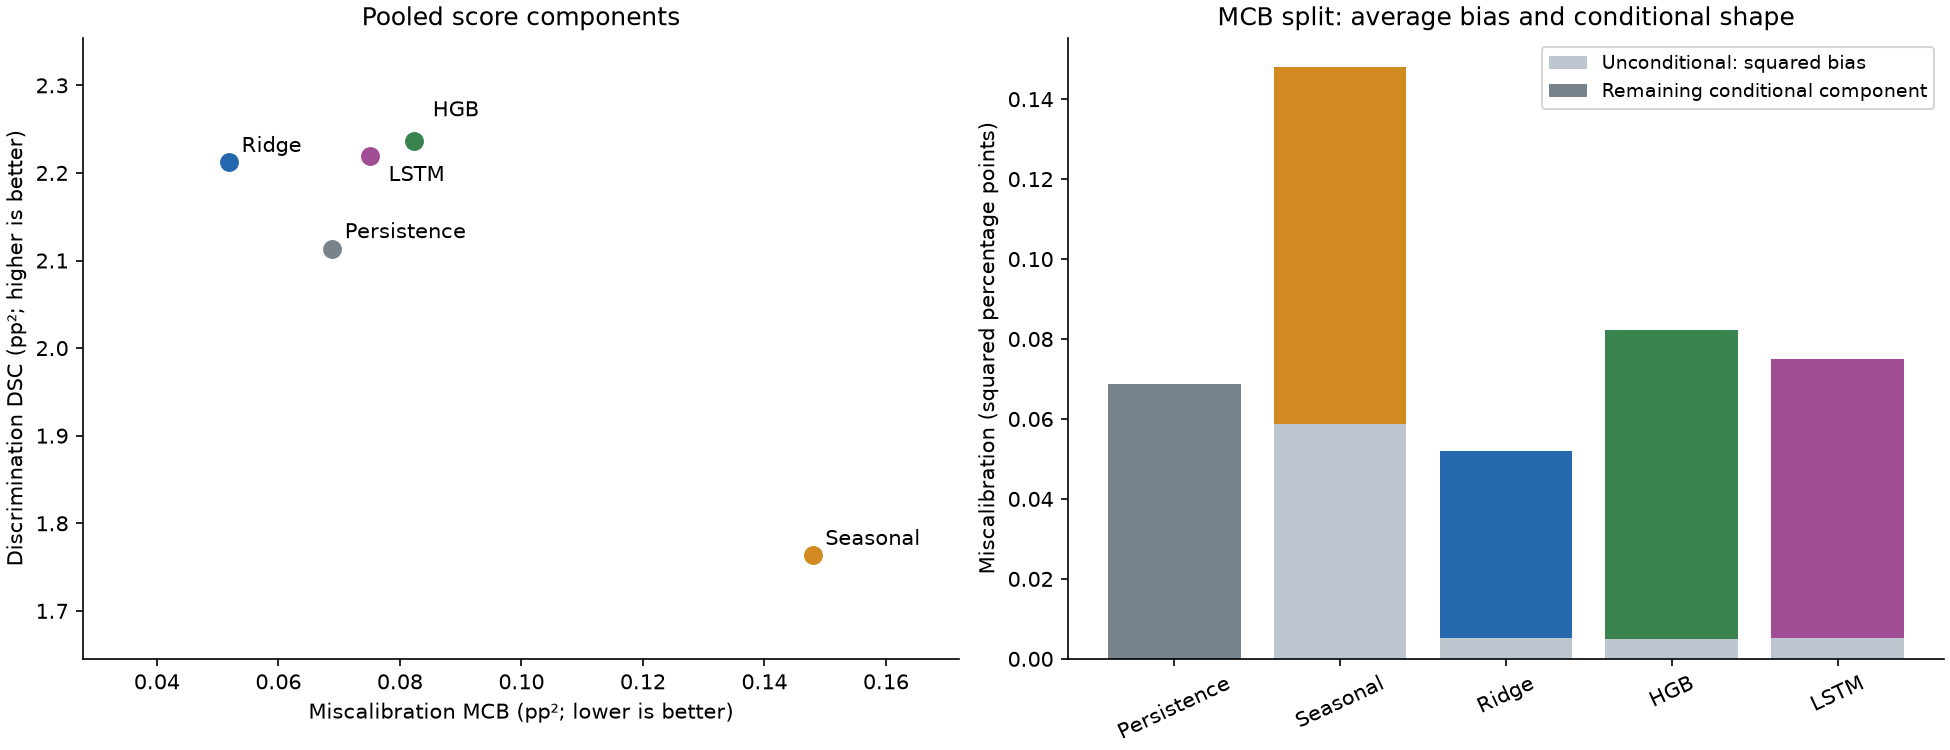 Pooled score components
Discrimination DSC (pp²; higher is better)
2.3
2.2
2.1
2.0
1.9
1.8
1.7
HGB
Ridge
LSTM
Persistence
Seasonal
0.04 0.06 0.08 0.10 0.12 0.14 0.16
Miscalibration MCB (pp²; lower is better)
MCB split: average bias and conditional shape
Unconditional: squared bias
Remaining conditional component
Miscalibration (squared percentage points)
0.14
0.12
0.10
0.08
0.06
0.04
0.02
0.00
Persistence Seasonal Ridge HGB LSTM